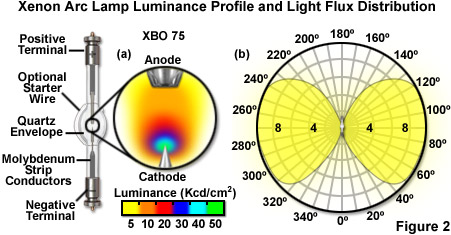 Xenon Arc Lamp Luminance Profile and Light Flux Distribution
Positive
Terminal
Optional
Starter
Wire
Quartz
Envelope
Molybdenum
Strip
Conductors
Negative
Terminal
(a)
XBO 75
Anode
Cathode
Luminance (Kcd/cm²)
5 10 20 30 40 50
(b)
180º
200º
160º
220º
140º
240º
120º
260º
100º
280º
80º
300º
60º
320º
40º
340º
20º
0º
8 4 4 8
Figure 2